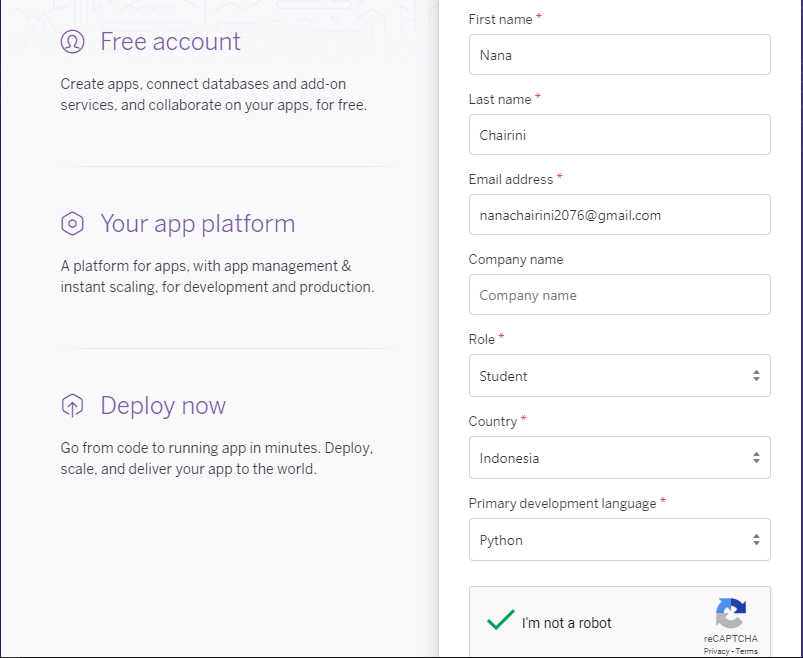 Free account
Create apps, connect databases and add-on
services, and collaborate on your apps, for free.
Your app platform
A platform for apps, with app management &
instant scaling, for development and production.
Deploy now
Go from code to running app in minutes. Deploy,
scale, and deliver your app to the world.
First name *
Nana
Last name *
Chairini
Email address *
nanachairini2076@gmail.com
Company name
Company name
Role *
Student
Country *
Indonesia
Primary development language *
Python
I'm not a robot
reCAPTCHA
Privacy - Terms